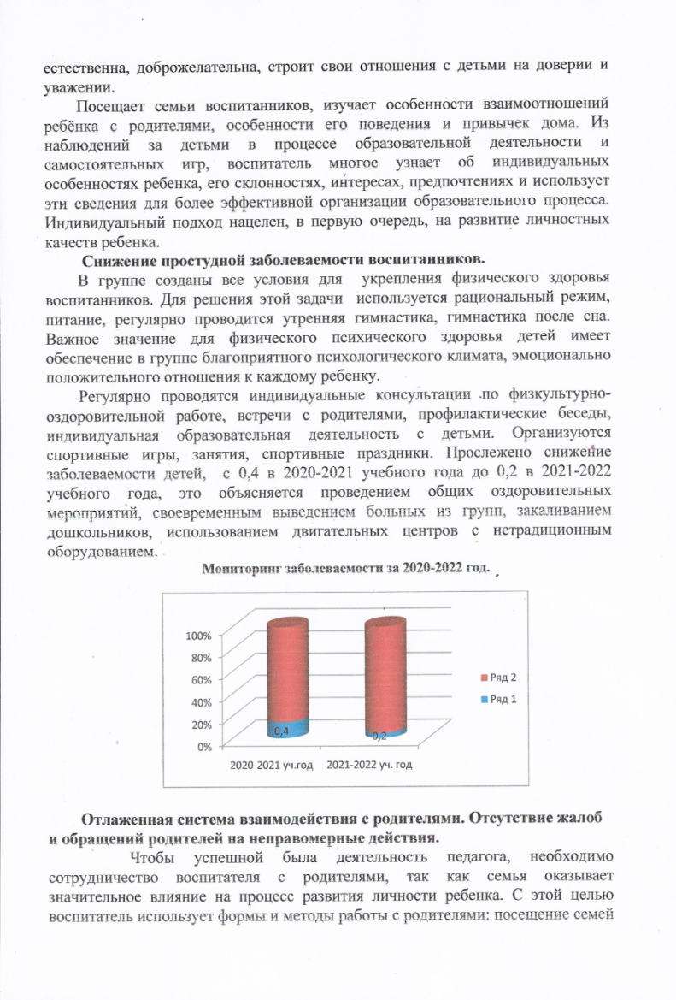 естественна, доброжелательна, строит свои отношения с детьми на доверии и
уважении.
Посещает семьи воспитанников, изучает особенности взаимоотношений
ребёнка с родителями, особенности его поведения и привычек дома. Из
наблюдений за детьми в процессе образовательной деятельности и
самостоятельных игр, воспитатель многое узнает об индивидуальных
особенностях ребенка, его склонностях, интересах, предпочтениях и использует
эти сведения для более эффективной организации образовательного процесса.
Индивидуальный подход нацелен, в первую очередь, на развитие личностных
качеств ребенка.
Снижение простудной заболеваемости воспитанников.
В группе созданы все условия для укрепления физического здоровья
воспитанников. Для решения этой задачи используется рациональный режим,
питание, регулярно проводится утренняя гимнастика, гимнастика после сна.
Важное значение для физического психического здоровья детей имеет
обеспечение в группе благоприятного психологического климата, эмоционально
положительного отношения к каждому ребенку.
Регулярно проводятся индивидуальные консультации по физкультурно-
оздоровительной работе, встречи с родителями, профилактические беседы,
индивидуальная образовательная деятельность с детьми. Организуются
спортивные игры, занятия, спортивные праздники. Прослежено снижение
заболеваемости детей, с 0,4 в 2020-2021 учебного года до 0,2 в 2021-2022
учебного года, это объясняется проведением общих оздоровительных
мероприятий, своевременным выведением больных из групп, закаливанием
дошкольников, использованием двигательных центров с нетрадиционным
оборудованием.
Мониторинг заболеваемости за 2020-2022 год.
100%
80%
60%
40%
20%
0%
0,4
0,2
2020-2021 уч.год 2021-2022 уч. год
Ряд 2
Ряд 1
Отлаженная система взаимодействия с родителями. Отсутствие жалоб
и обращений родителей на неправомерные действия.
Чтобы успешной была деятельность педагога, необходимо
сотрудничество воспитателя с родителями, так как семья оказывает
значительное влияние на процесс развития личности ребенка. С этой целью
воспитатель использует формы и методы работы с родителями: посещение семей